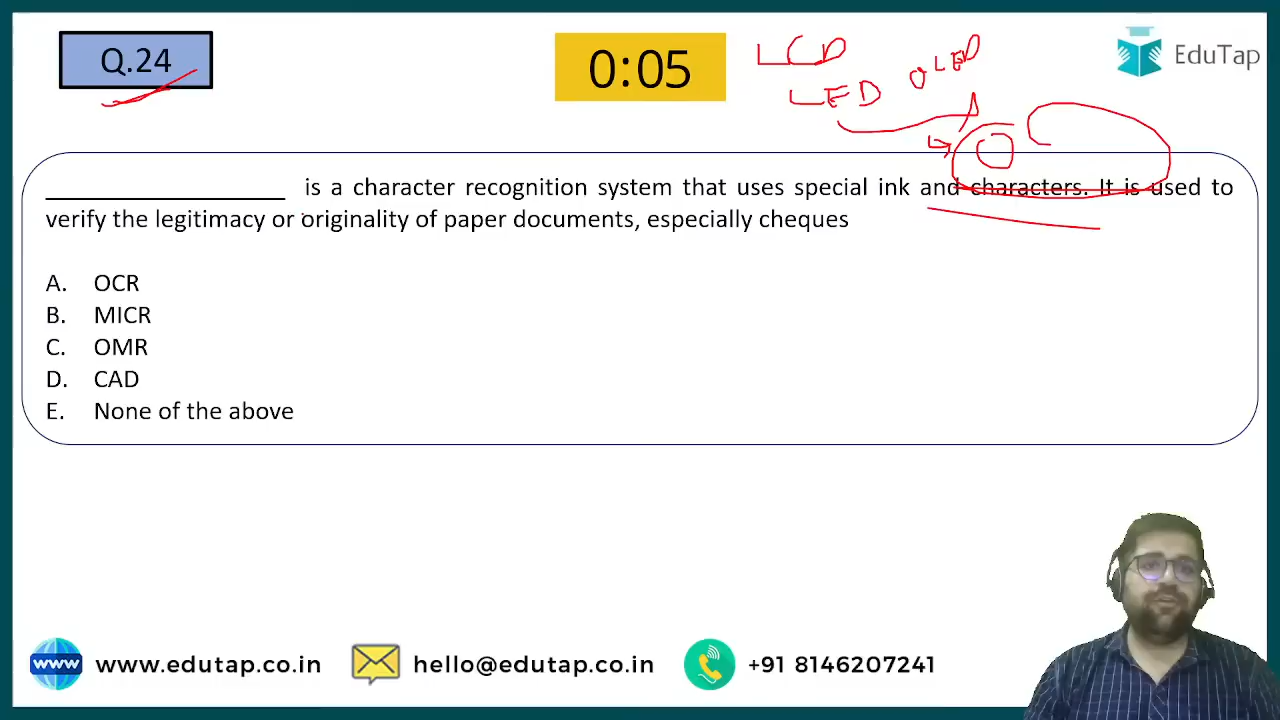 Q.24
0:05
LCD
LED OLED
EduTap
_____ is a character recognition system that uses special ink and characters. It is used to
verify the legitimacy or originality of paper documents, especially cheques
A. OCR
B. MICR
C. OMR
D. CAD
E. None of the above
www
www.edutap.co.in
hello@edutap.co.in
+91 8146207241